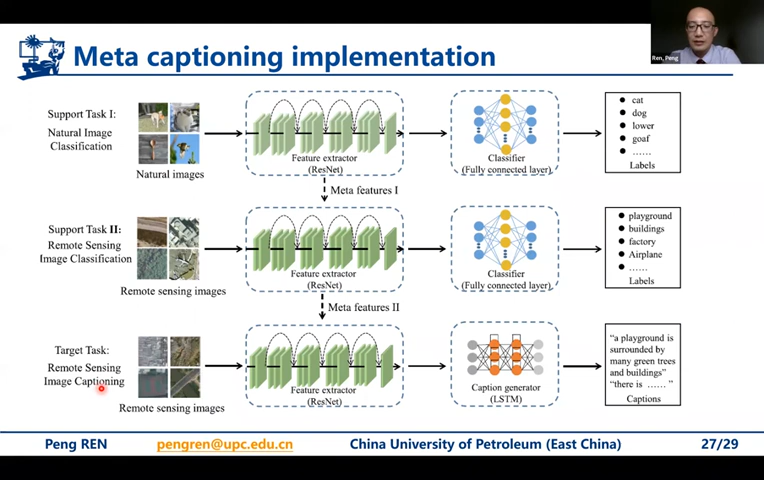 Meta captioning implementation
Ren, Peng
Support Task I:
Natural Image
Classification
Natural images
Feature extractor
(ResNet)
Classifier
(Fully connected layer)
cat
dog
lower
goaf
......
Labels
Meta features I
Support Task II:
Remote Sensing
Image Classification
Remote sensing images
Feature extractor
(ResNet)
Classifier
(Fully connected layer)
playground
buildings
factory
Airplane
......
Labels
Meta features II
Target Task:
Remote Sensing
Image Captioning
Remote sensing images
Feature extractor
(ResNet)
Caption generator
(LSTM)
“a playground is
surrounded by
many green trees
and buildings”
“there is ...... ”
Captions
Peng REN
pengren@upc.edu.cn
China University of Petroleum (East China)
27/29